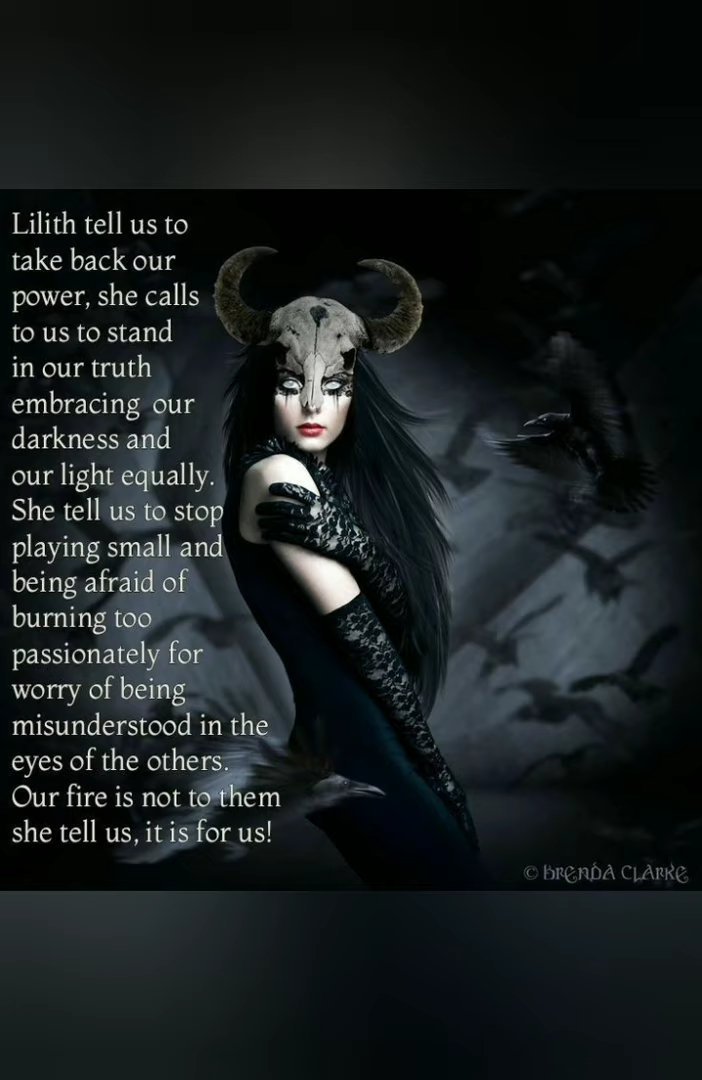 Lilith tell us to
take back our
power, she calls
to us to stand
in our truth
embracing our
darkness and
our light equally.
She tell us to stop
playing small and
being afraid of
burning too
passionately for
worry of being
misunderstood in the
eyes of the others.
Our fire is not to them
she tell us, it is for us!
© BRENDA CLARKE